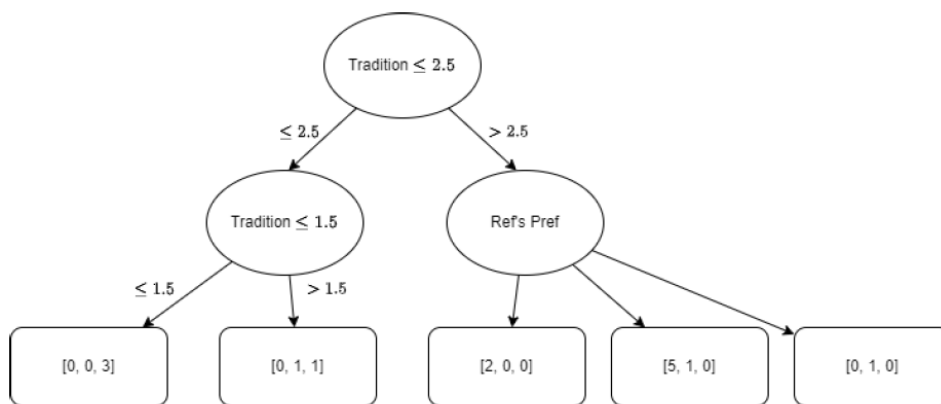 Tradition ≤ 2.5
≤ 2.5
> 2.5
Tradition ≤ 1.5
Ref's Pref
≤ 1.5
> 1.5
[0, 0, 3]
[0, 1, 1]
[2, 0, 0]
[5, 1, 0]
[0, 1, 0]